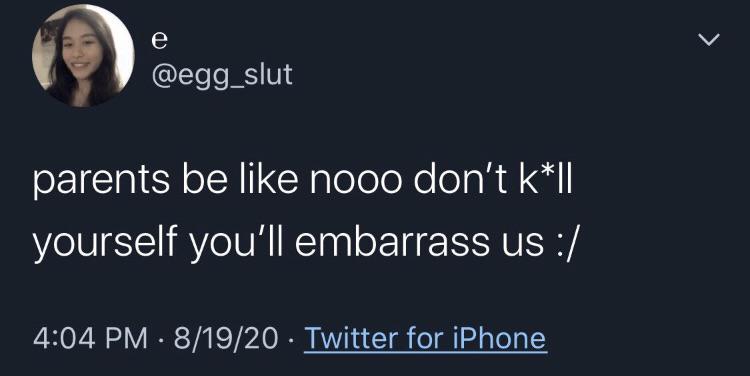 e
@egg_slut
parents be like nooo don't k*ll
yourself you'll embarrass us :/
4:04 PM · 8/19/20 · Twitter for iPhone